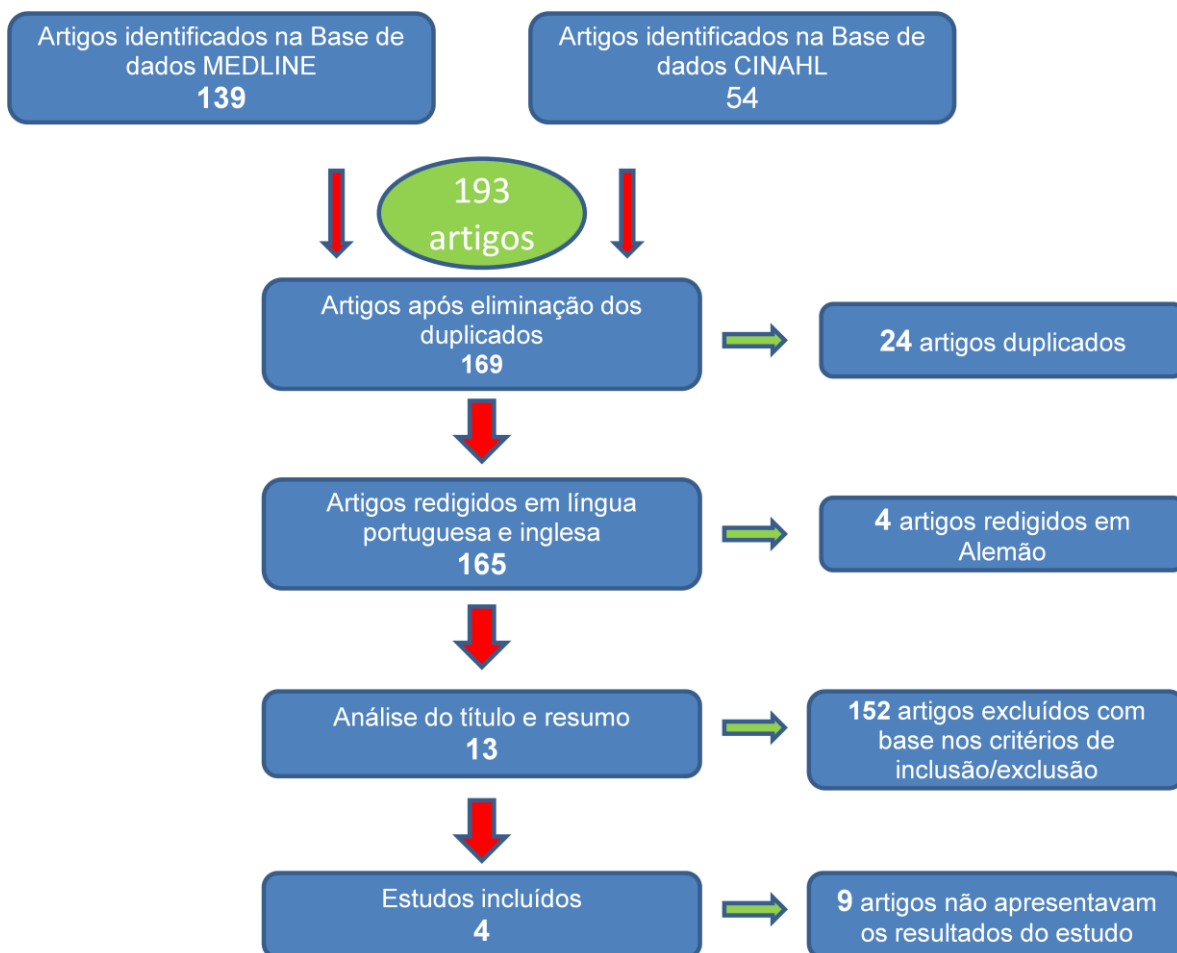 Artigos identificados na Base de
dados MEDLINE
139
Artigos identificados na Base de
dados CINAHL
54
193
artigos
Artigos após eliminação dos
duplicados
169
24 artigos duplicados
Artigos redigidos em língua
portuguesa e inglesa
165
4 artigos redigidos em
Alemão
Análise do título e resumo
13
152 artigos excluídos com
base nos critérios de
inclusão/exclusão
Estudos incluídos
4
9 artigos não apresentavam
os resultados do estudo